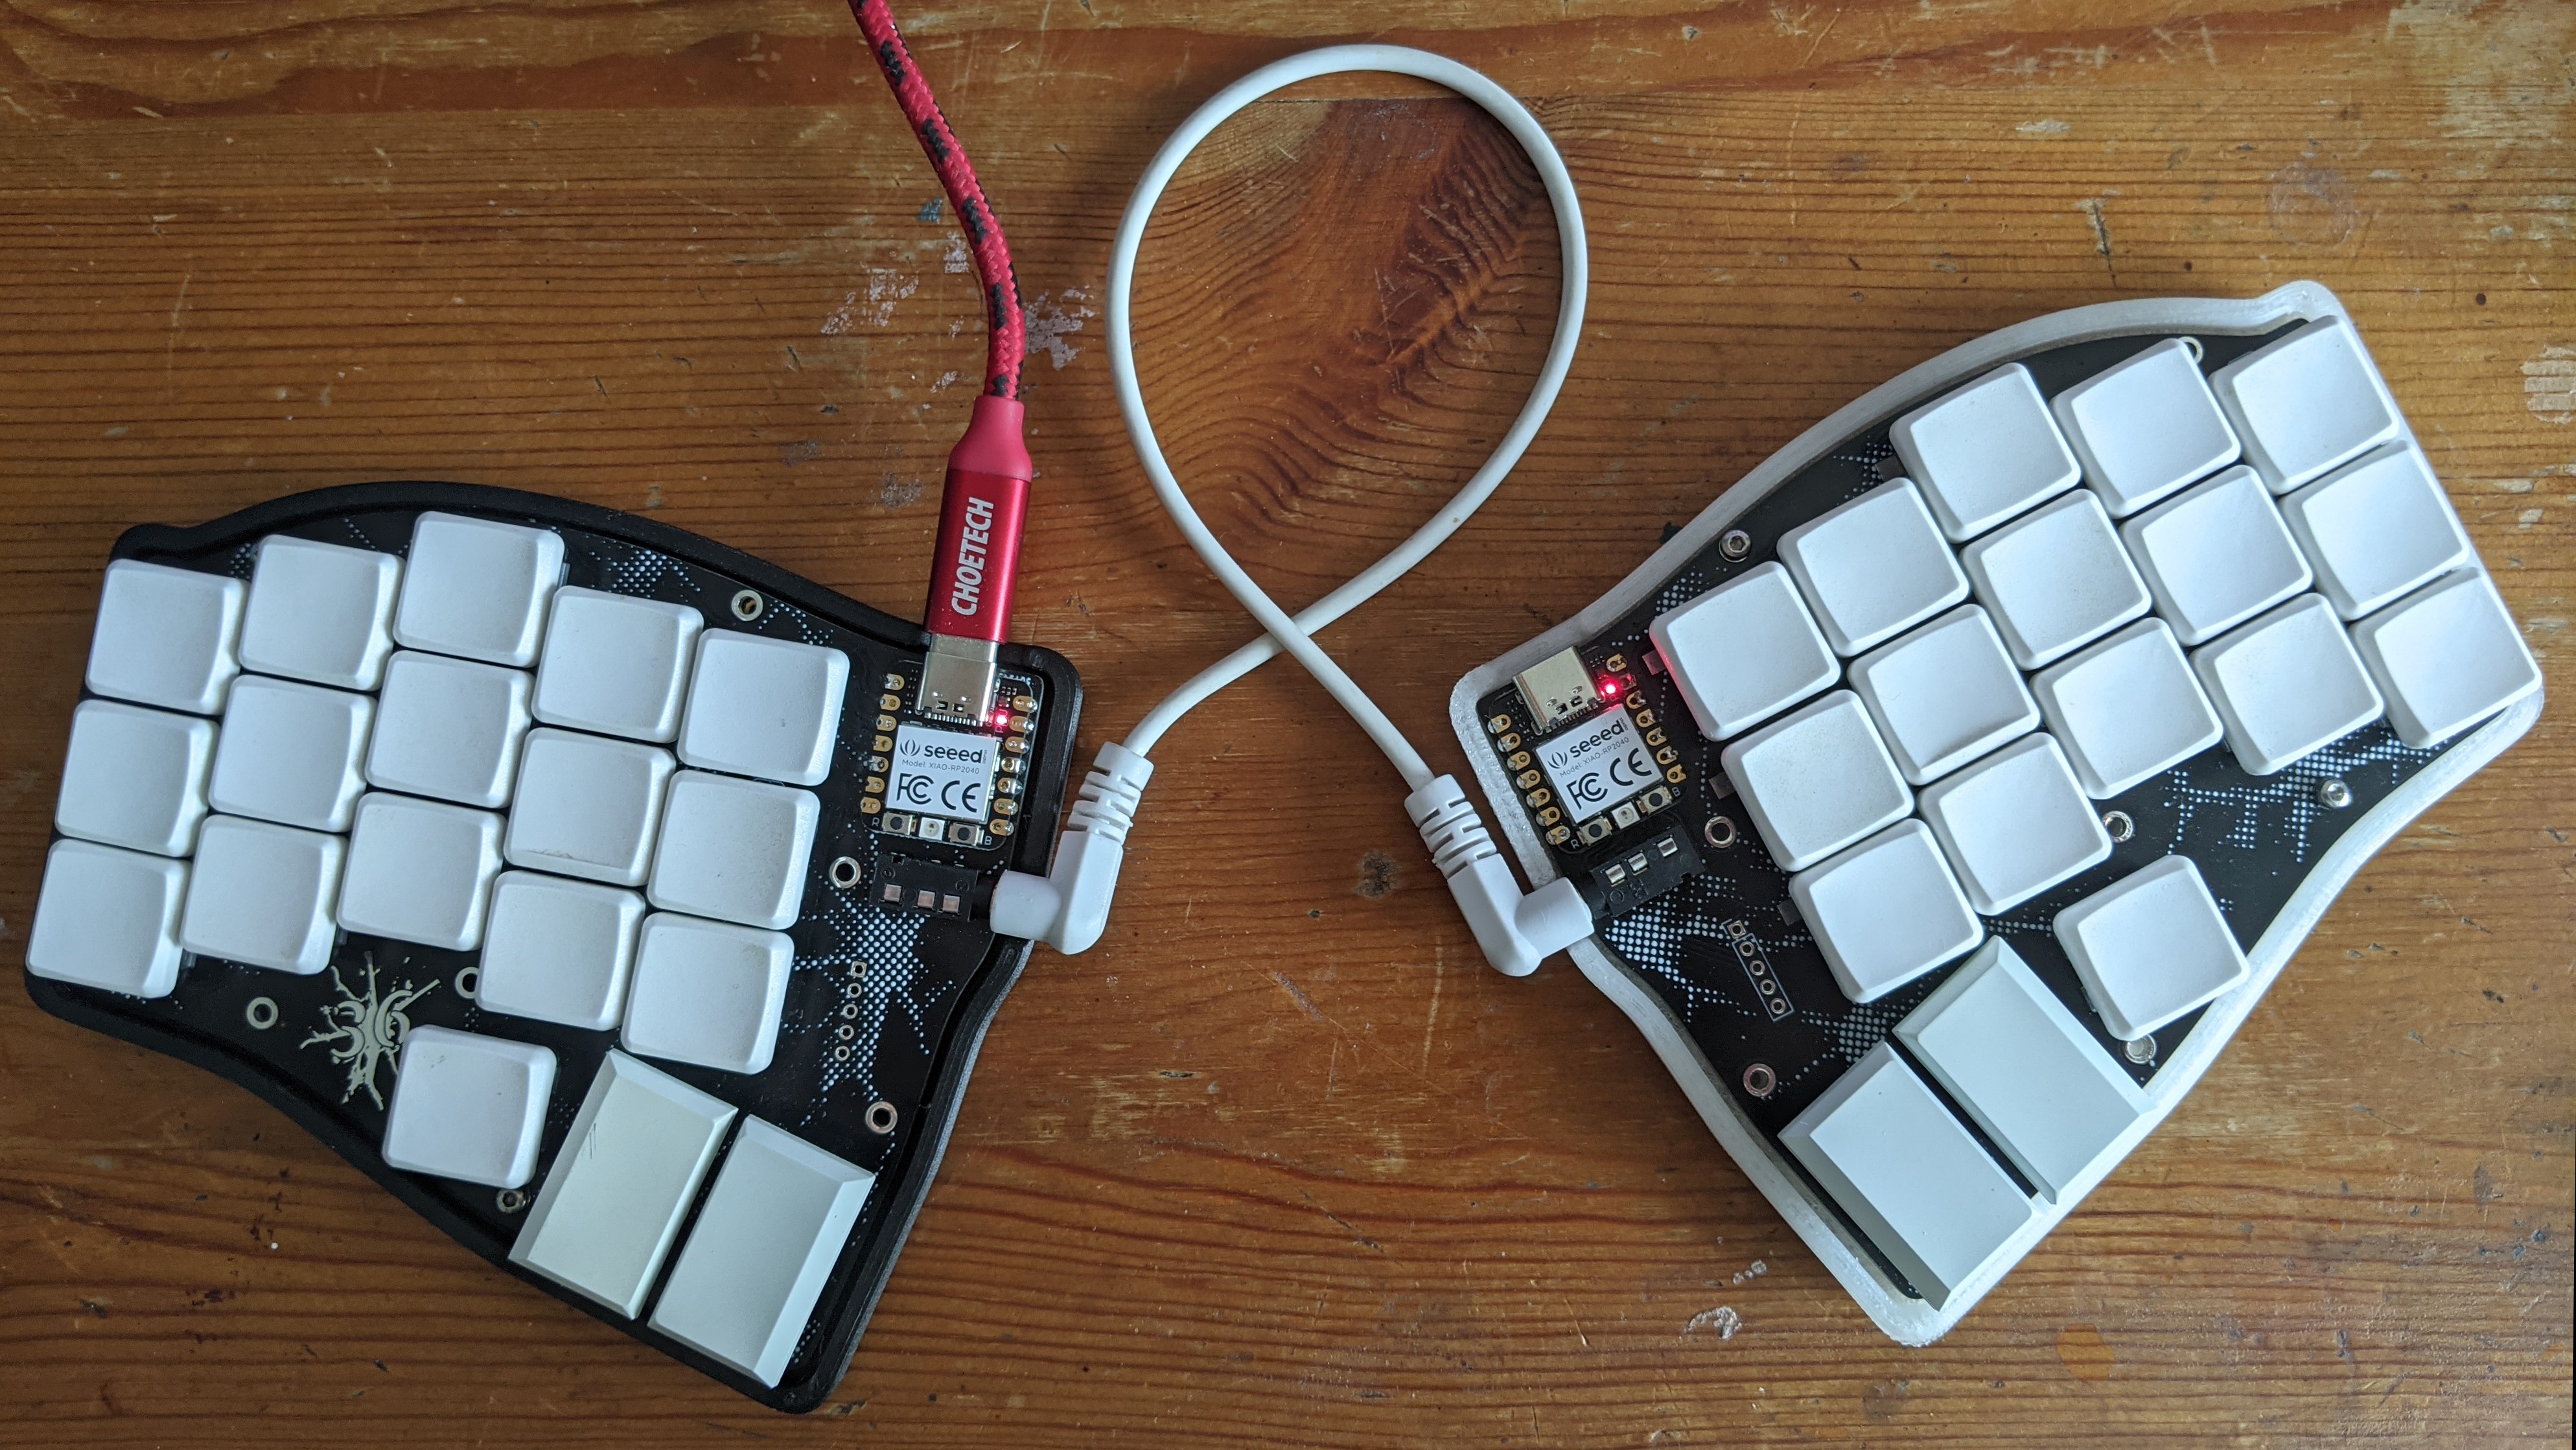 CHOETECH
seeed
Model: XIAO-RP2040
FC CE
R B
seeed
Model: XIAO-RP2040
FC CE
R B